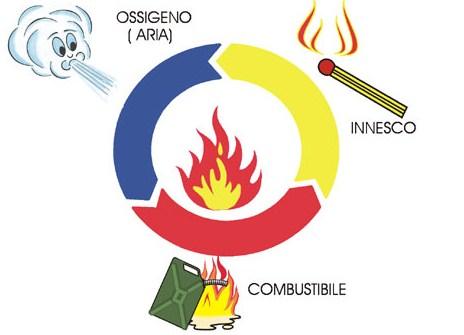 OSSIGENO
( ARIA)
INNESCO
COMBUSTIBILE